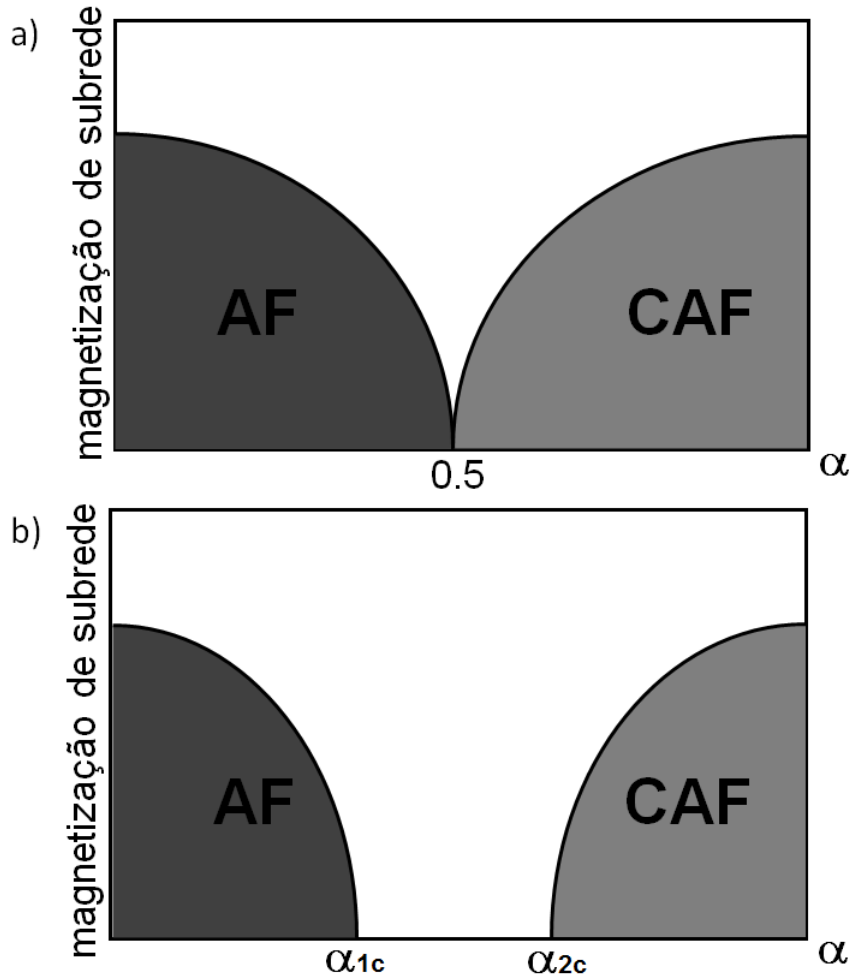 a)
magnetização de subrede
AF
CAF
0.5
α
b)
magnetização de subrede
AF
CAF
α1c
α2c
α